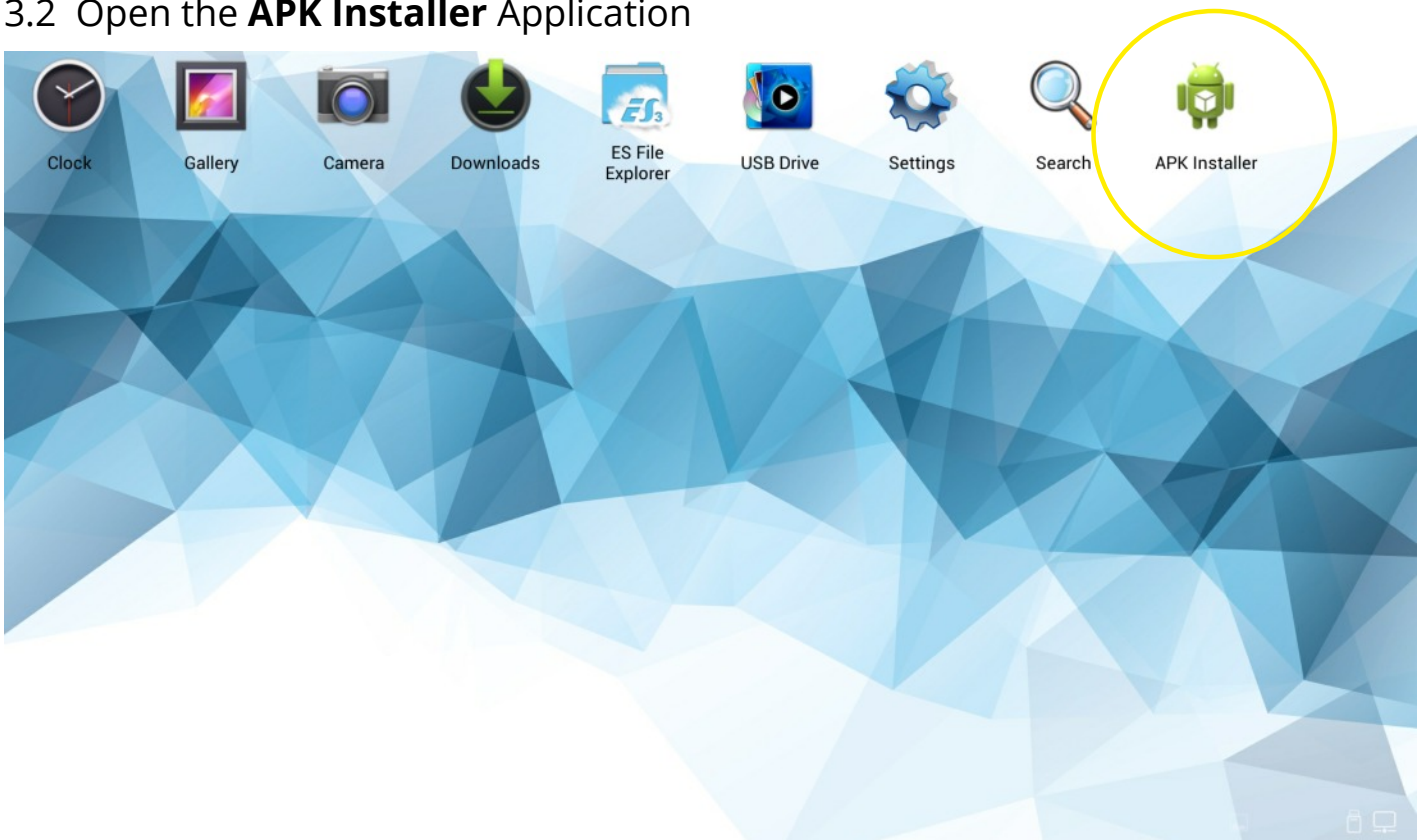 3.2 Open the APK Installer Application
Clock
Gallery
Camera
Downloads
ES File
Explorer
USB Drive
Settings
Search
APK Installer